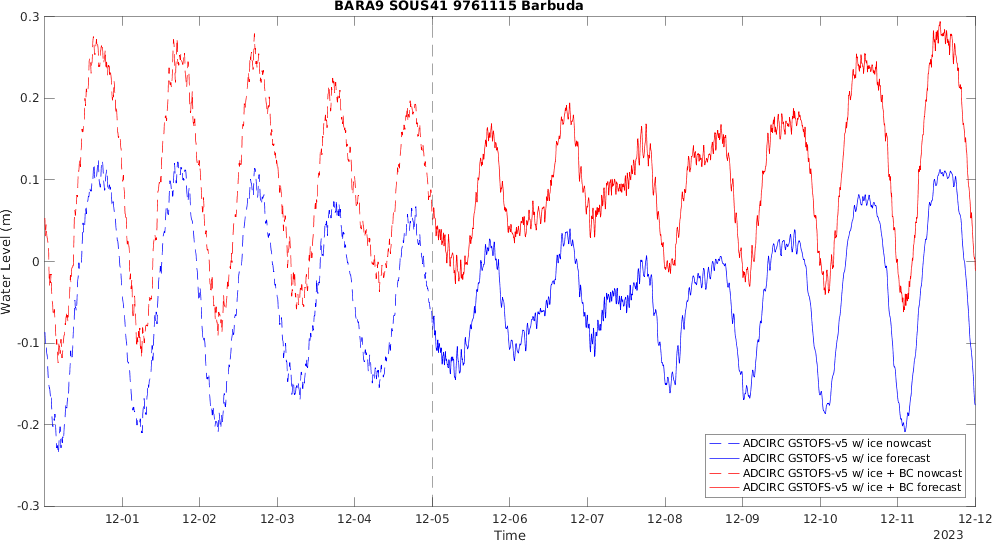 BARA9 SOUS41 9761115 Barbuda
0.3
0.2
0.1
0
-0.1
-0.2
-0.3
Water Level (m)
12-01 12-02 12-03 12-04 12-05 12-06 12-07 12-08 12-09 12-10 12-11 12-12
Time
2023
ADCIRC GSTOFS-v5 w/ ice nowcast
ADCIRC GSTOFS-v5 w/ ice forecast
ADCIRC GSTOFS-v5 w/ ice + BC nowcast
ADCIRC GSTOFS-v5 w/ ice + BC forecast